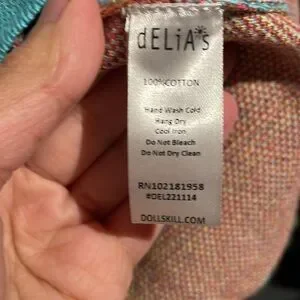 dELiA*s
100%COTTON
Hand Wash Cold
Hang Dry
Cool Iron
Do Not Bleach
Do Not Dry Clean
RN102181958
#DEL221114
DOLLSKILL.COM